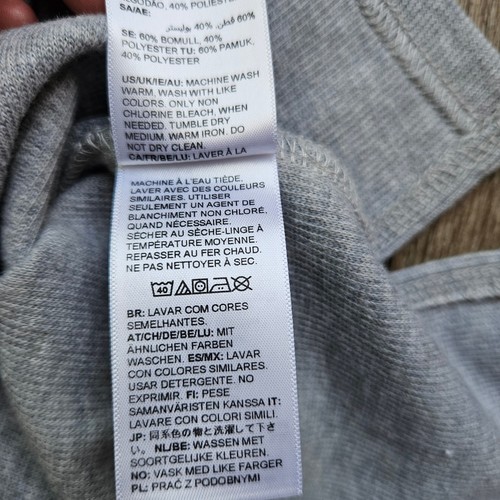 ALGODÃO, 40% POLIÉSTER
SA/AE:
60% قطن, 40% بوليستر
SE: 60% BOMULL, 40%
POLYESTER TU: 60% PAMUK,
40% POLYESTER
US/UK/IE/AU: MACHINE WASH
WARM, WASH WITH LIKE
COLORS. ONLY NON
CHLORINE BLEACH, WHEN
NEEDED. TUMBLE DRY
MEDIUM. WARM IRON. DO
NOT DRY CLEAN.
CA/FR/BE/LU: LAVER À LA
MACHINE À L'EAU TIÈDE,
LAVER AVEC DES COULEURS
SIMILAIRES. UTILISER
SEULEMENT UN AGENT DE
BLANCHIMENT NON CHLORÉ,
QUAND NÉCESSAIRE.
SÉCHER AU SÈCHE-LINGE À
TEMPÉRATURE MOYENNE.
REPASSER AU FER CHAUD.
NE PAS NETTOYER À SEC.
40
BR: LAVAR COM CORES
SEMELHANTES.
AT/CH/DE/BE/LU: MIT
ÄHNLICHEN FARBEN
WASCHEN. ES/MX: LAVAR
CON COLORES SIMILARES.
USAR DETERGENTE. NO
EXPRIMIR. FI: PESE
SAMANVÄRISTEN KANSSA IT:
LAVARE CON COLORI SIMILI.
JP: 同系色の物と洗濯して下さ
い。 NL/BE: WASSEN MET
SOORTGELIJKE KLEUREN.
NO: VASK MED LIKE FARGER
PL: PRAĆ Z PODOBNYMI